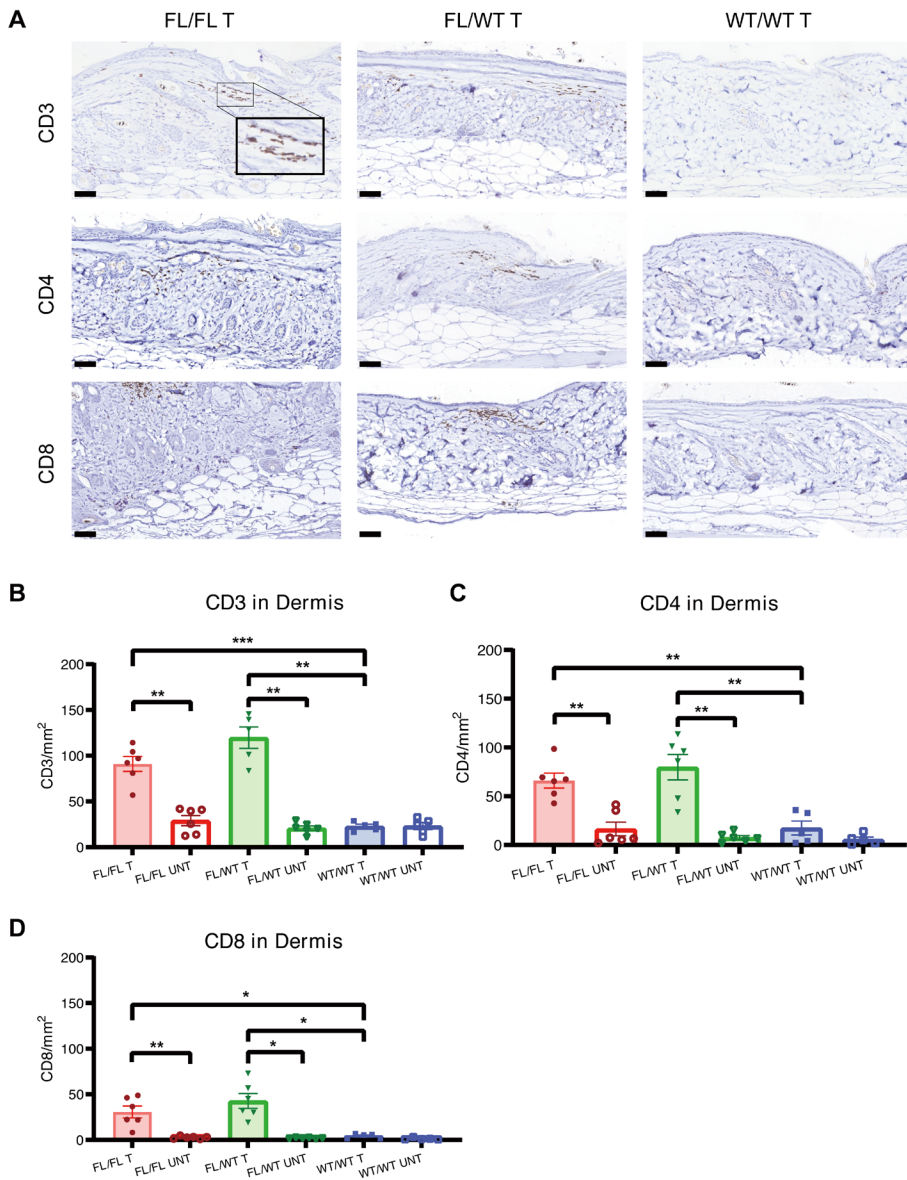 A
FL/FL T FL/WT T WT/WT T
CD3
CD4
CD8
B
CD3 in Dermis
CD3/mm2
200
150
100
50
0
***
**
**
**
FL/FL T
FL/FL UNT
FL/WT T
FL/WT UNT
WT/WT T
WT/WT UNT
C
CD4 in Dermis
CD4/mm2
200
150
100
50
0
**
**
**
**
FL/FL T
FL/FL UNT
FL/WT T
FL/WT UNT
WT/WT T
WT/WT UNT
D
CD8 in Dermis
CD8/mm2
200
150
100
50
0
*
*
**
*
FL/FL T
FL/FL UNT
FL/WT T
FL/WT UNT
WT/WT T
WT/WT UNT